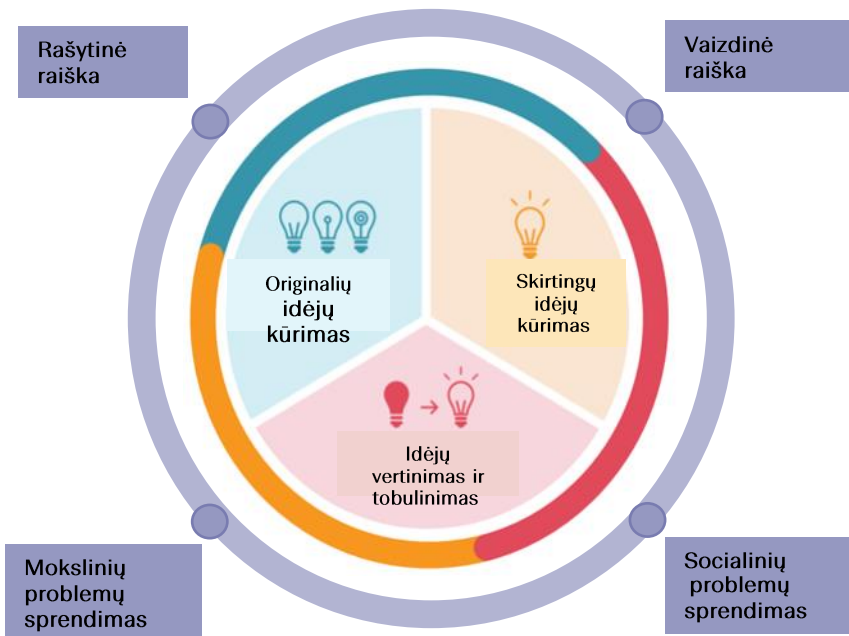 Rašytinė
raiška
Vaizdinė
raiška
Originalių
idėjų
kūrimas
Skirtingų
idėjų
kūrimas
Idėjų
vertinimas ir
tobulinimas
Mokslinių
problemų
sprendimas
Socialinių
problemų
sprendimas